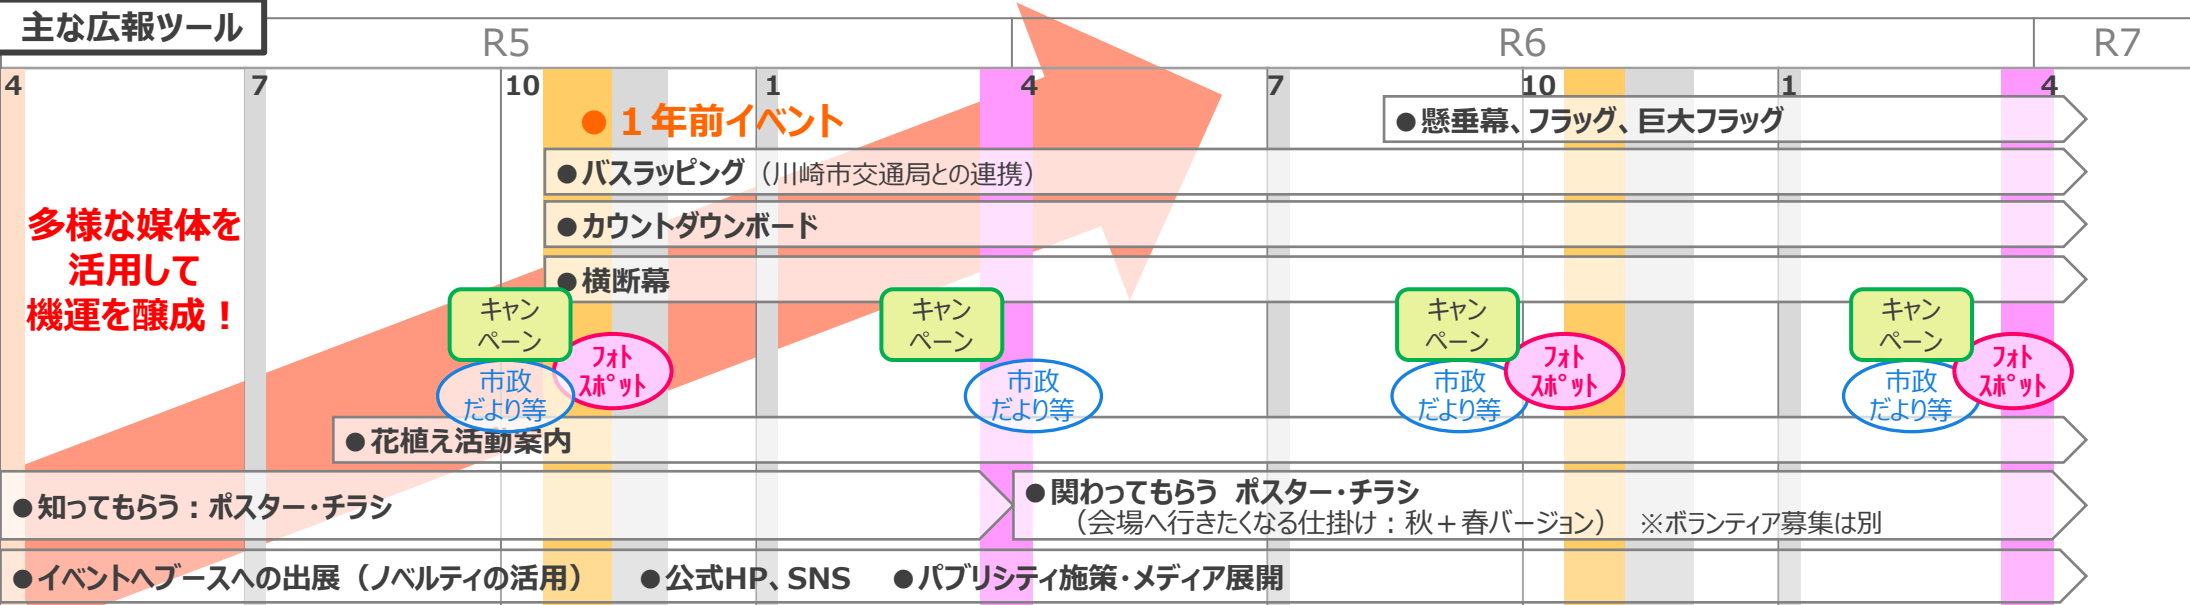 主な広報ツール
R5
R6
R7
4
7
10
1
4
7
10
1
4
●１年前イベント
●懸垂幕、フラッグ、巨大フラッグ
●バスラッピング（川崎市交通局との連携）
●カウントダウンボード
●横断幕
多様な媒体を
活用して
機運を醸成！
キャン
ペーン
市政
だより等
ﾌｫﾄ
ｽﾎﾟｯﾄ
キャン
ペーン
市政
だより等
キャン
ペーン
市政
だより等
ﾌｫﾄ
ｽﾎﾟｯﾄ
キャン
ペーン
市政
だより等
ﾌｫﾄ
ｽﾎﾟｯﾄ
●花植え活動案内
●知ってもらう：ポスター・チラシ
●関わってもらう　ポスター・チラシ
（会場へ行きたくなる仕掛け：秋＋春バージョン）　※ボランティア募集は別
●イベントへブースへの出展（ノベルティの活用）　●公式HP、SNS　●パブリシティ施策・メディア展開